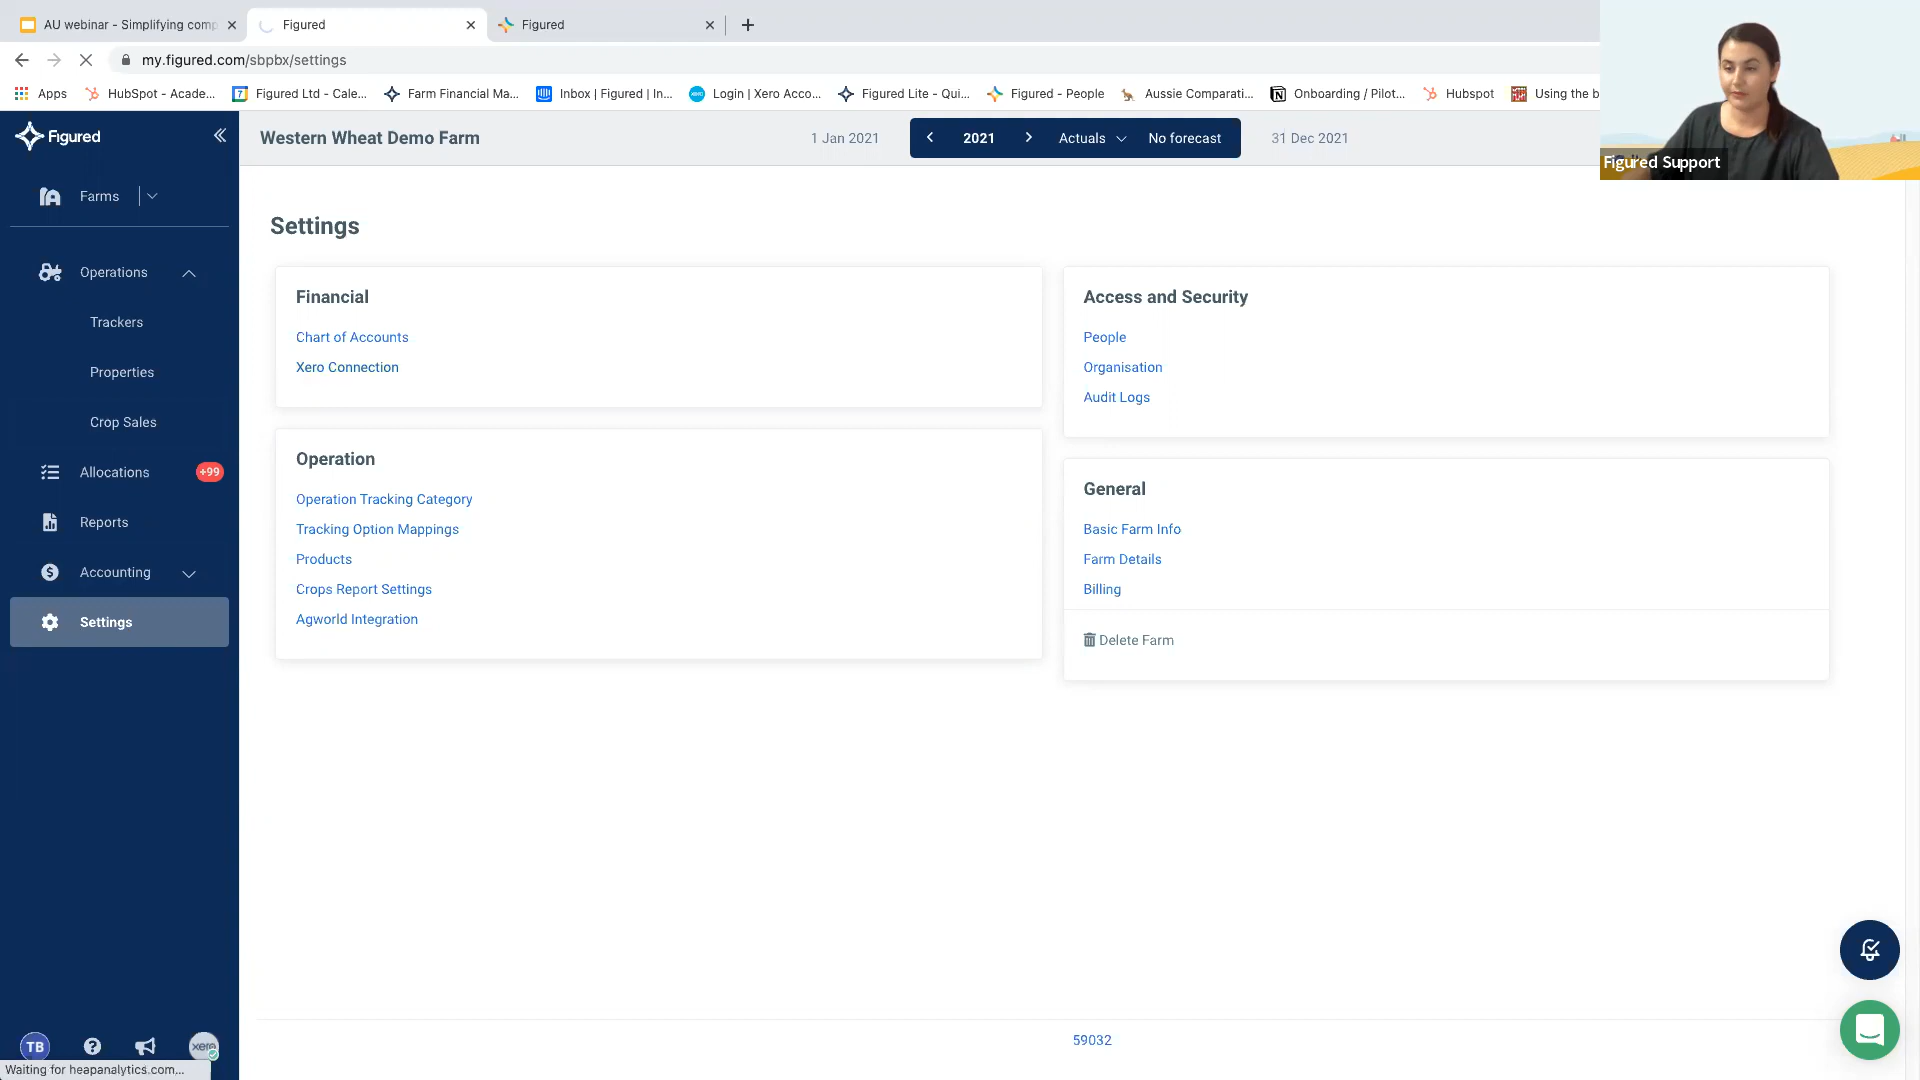 AU webinar - Simplifying comp
Figured
Figured
my.figured.com/sbpbx/settings
Apps
HubSpot - Acade...
Figured Ltd - Cale...
Farm Financial Ma...
Inbox | Figured | In...
Login | Xero Acco...
Figured Lite - Qui...
Figured - People
Aussie Comparati...
Onboarding / Pilot...
Hubspot
Using the b
Figured Support
Figured
Western Wheat Demo Farm
1 Jan 2021
2021
Actuals
No forecast
31 Dec 2021
Farms
Operations
Trackers
Properties
Crop Sales
Allocations
+99
Reports
Accounting
Settings
Settings
Financial
Chart of Accounts
Xero Connection
Operation
Operation Tracking Category
Tracking Option Mappings
Products
Crops Report Settings
Agworld Integration
Access and Security
People
Organisation
Audit Logs
General
Basic Farm Info
Farm Details
Billing
Delete Farm
59032
TB
xero
Waiting for heapanalytics.com...